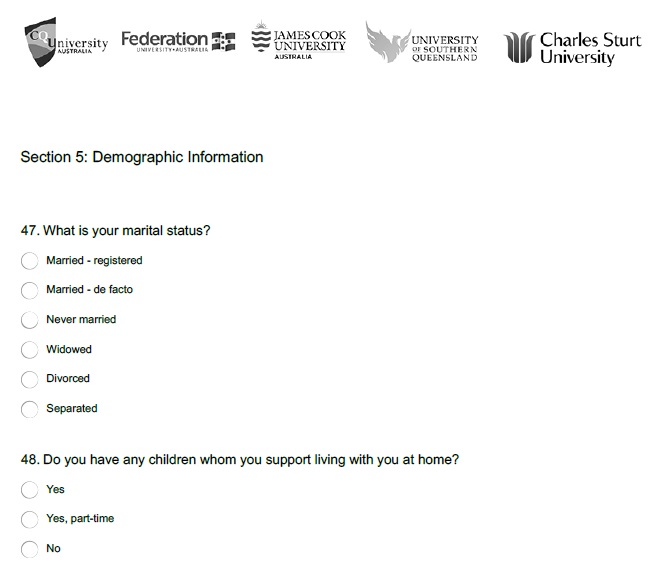 CQUniversity
AUSTRALIA
Federation
UNIVERSITY•AUSTRALIA
JAMES COOK
UNIVERSITY
AUSTRALIA
UNIVERSITY
OF SOUTHERN
QUEENSLAND
Charles Sturt
University
Section 5: Demographic Information
47. What is your marital status?
Married - registered
Married - de facto
Never married
Widowed
Divorced
Separated
48. Do you have any children whom you support living with you at home?
Yes
Yes, part-time
No